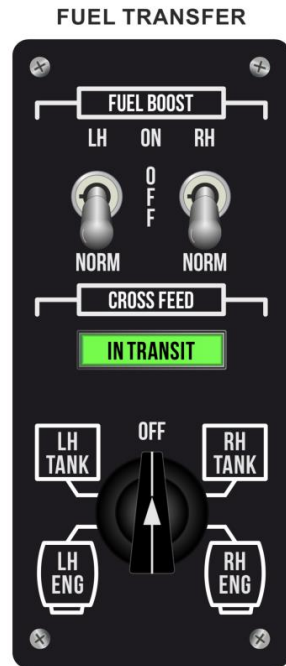 FUEL TRANSFER
FUEL BOOST
LH ON RH
OFF
NORM NORM
CROSS FEED
IN TRANSIT
OFF
LH TANK
RH TANK
LH ENG
RH ENG